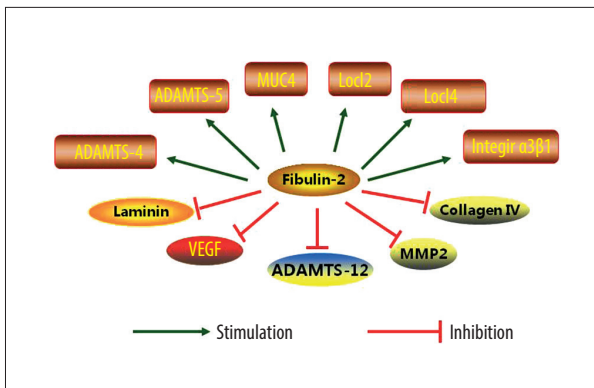 MUC4
Locl2
ADAMTS-5
Locl4
ADAMTS-4
Integir α3β1
Fibulin-2
Laminin
Collagen IV
VEGF
ADAMTS-12
MMP2
Stimulation
Inhibition